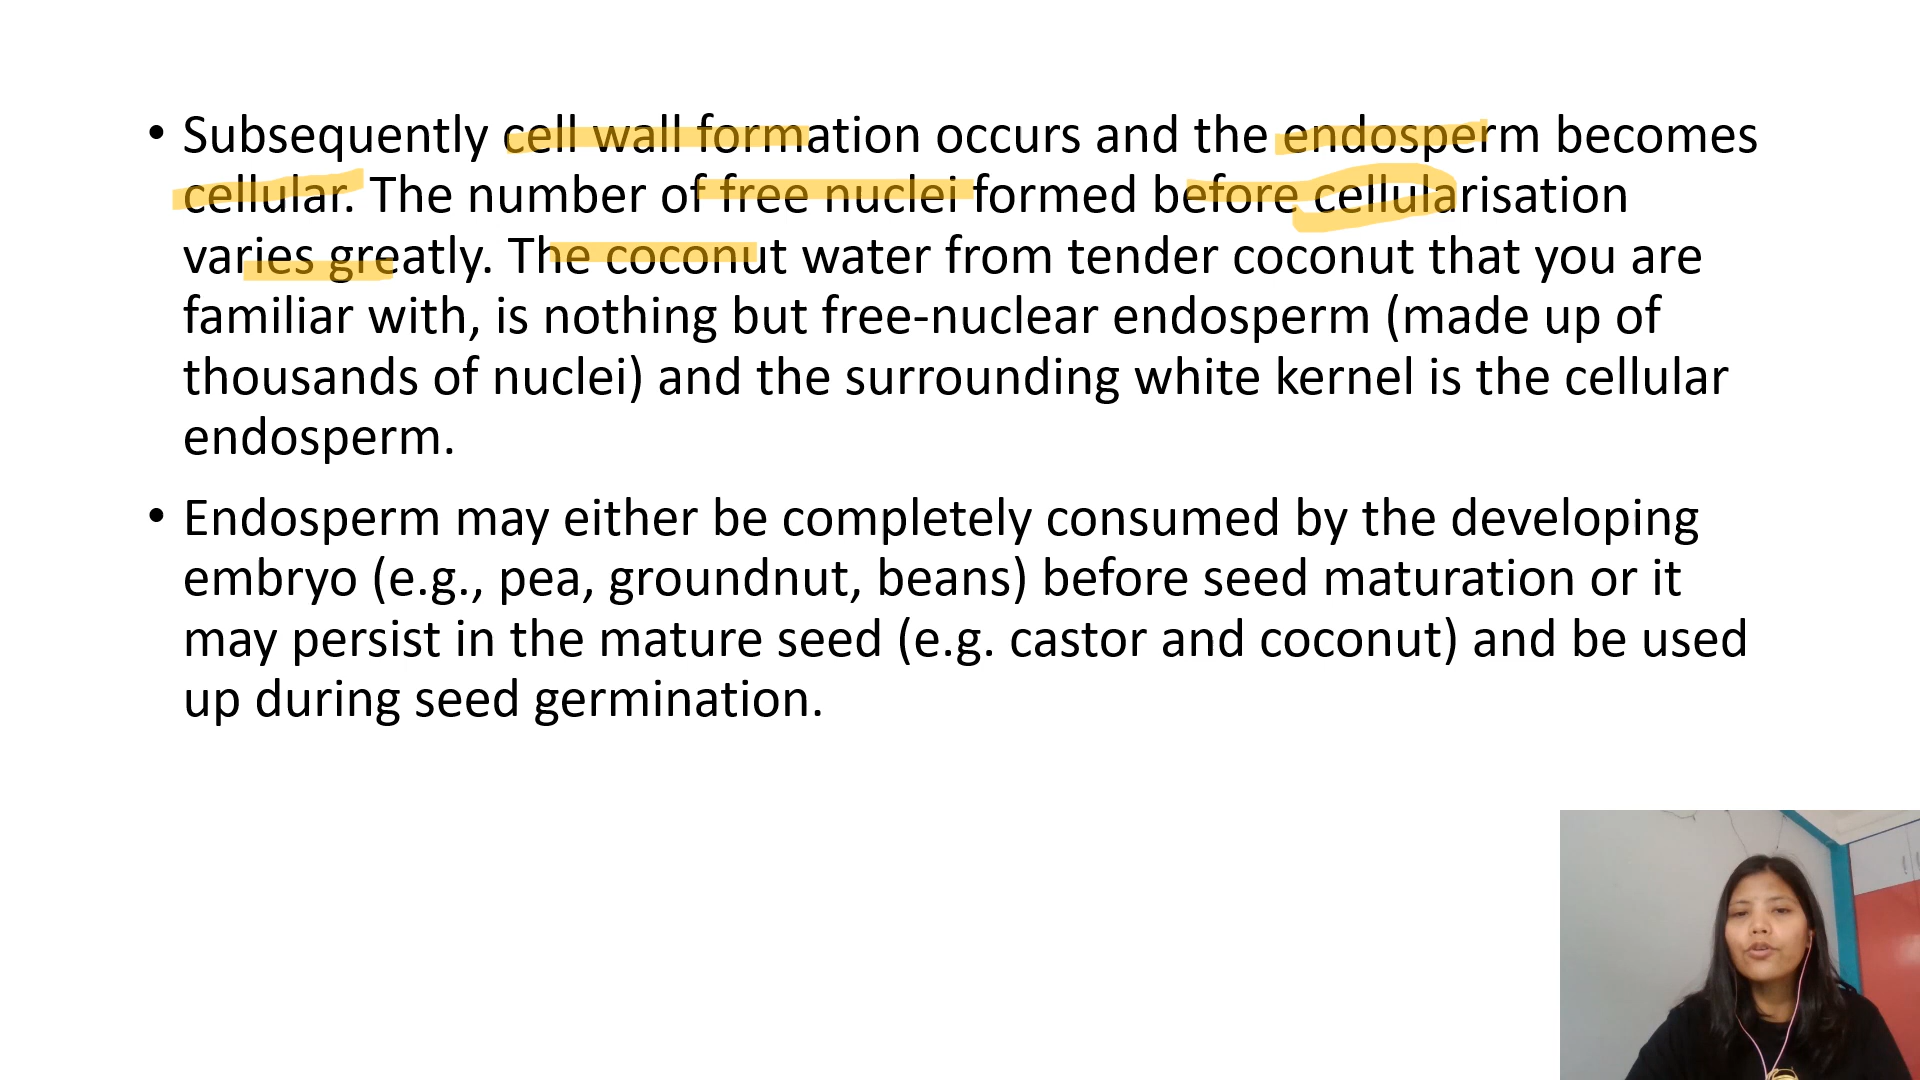 • Subsequently cell wall formation occurs and the endosperm becomes
cellular. The number of free nuclei formed before cellularisation
varies greatly. The coconut water from tender coconut that you are
familiar with, is nothing but free-nuclear endosperm (made up of
thousands of nuclei) and the surrounding white kernel is the cellular
endosperm.
• Endosperm may either be completely consumed by the developing
embryo (e.g., pea, groundnut, beans) before seed maturation or it
may persist in the mature seed (e.g. castor and coconut) and be used
up during seed germination.